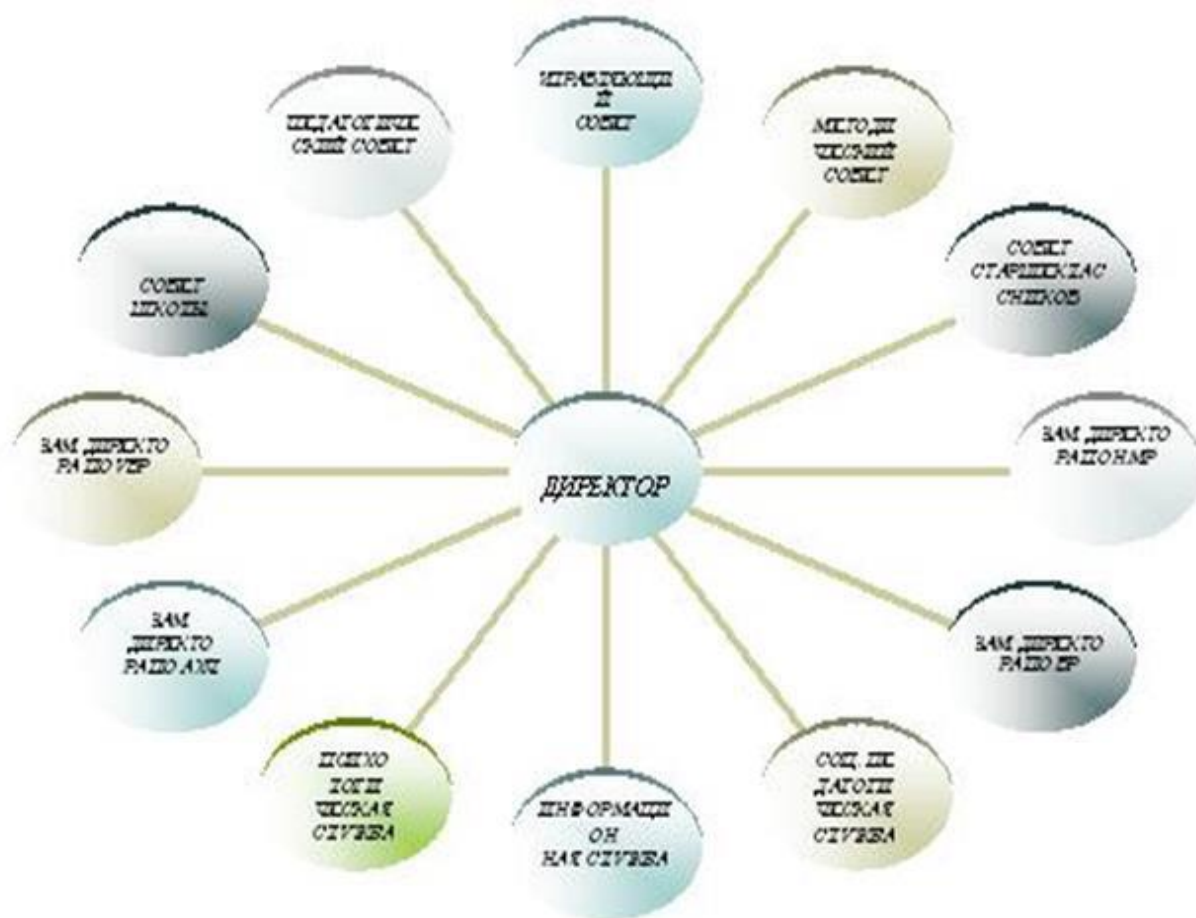 УПРАВЛЯЮЩИ
Й
СОВЕТ
ПЕДАГОГИЧЕ
СКИЙ СОВЕТ
МЕТОДИ
ЧЕСКИЙ
СОВЕТ
СОВЕТ
ШКОЛЫ
СОВЕТ
СТАРШЕКЛАС
СНИКОВ
ЗАМ ДИРЕКТО
РА ПО УВР
ДИРЕКТОР
ЗАМ ДИРЕКТО
РА ПО НМР
ЗАМ
ДИРЕКТО
РА ПО АХЧ
ЗАМ ДИРЕКТО
РА ПО ВР
ПСИХО
ЛОГИ
ЧЕСКАЯ
СЛУЖБА
ИНФОРМАЦИ
ОН
НАЯ СЛУЖБА
СОЦ. ПЕ
ДАГОГИ
ЧЕСКАЯ
СЛУЖБА